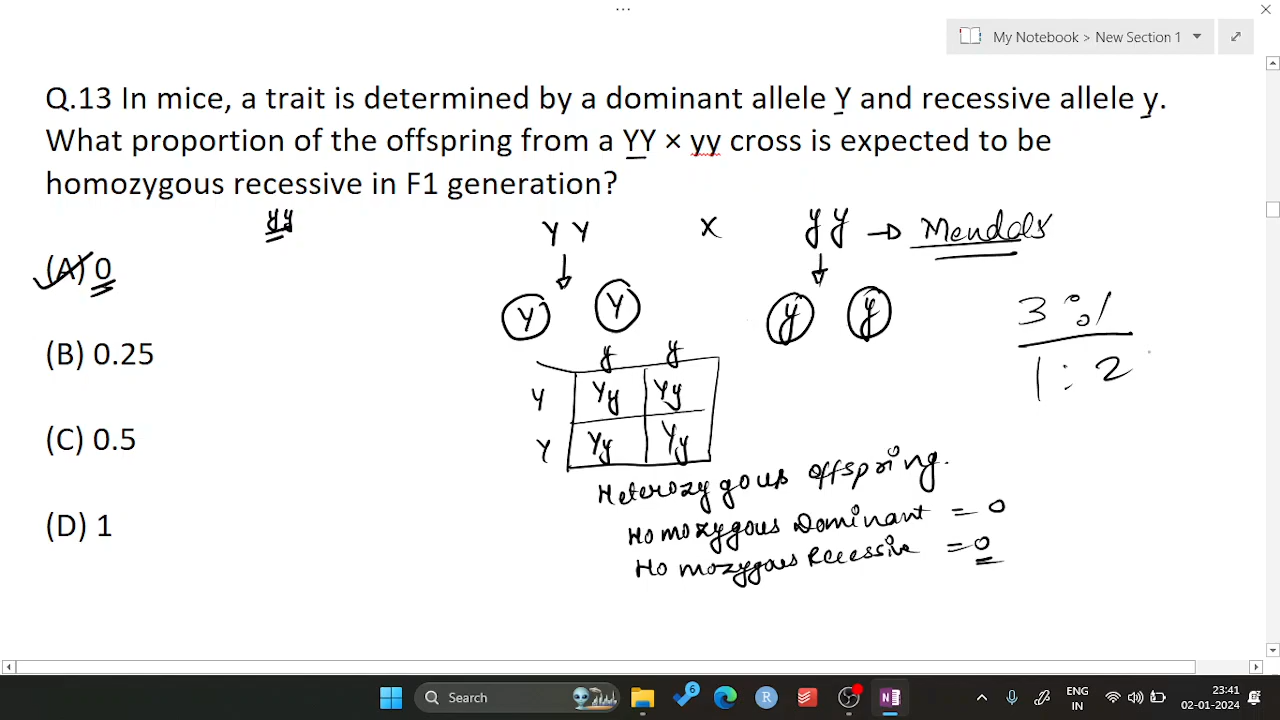 My Notebook > New Section 1
Q.13 In mice, a trait is determined by a dominant allele Y and recessive allele y.
What proportion of the offspring from a YY × yy cross is expected to be
homozygous recessive in F1 generation?
yy
Y Y x y y → Mendals
(A) 0
Y Y y y
3 %
1 : 2
y y
(B) 0.25
Y Yy Yy
(C) 0.5
Y Yy Yy
Heterozygous offspring.
Homozygous Dominant = 0
(D) 1
Homozygous Recessive = 0
Search
6
R
ENG
IN
23:41
02-01-2024